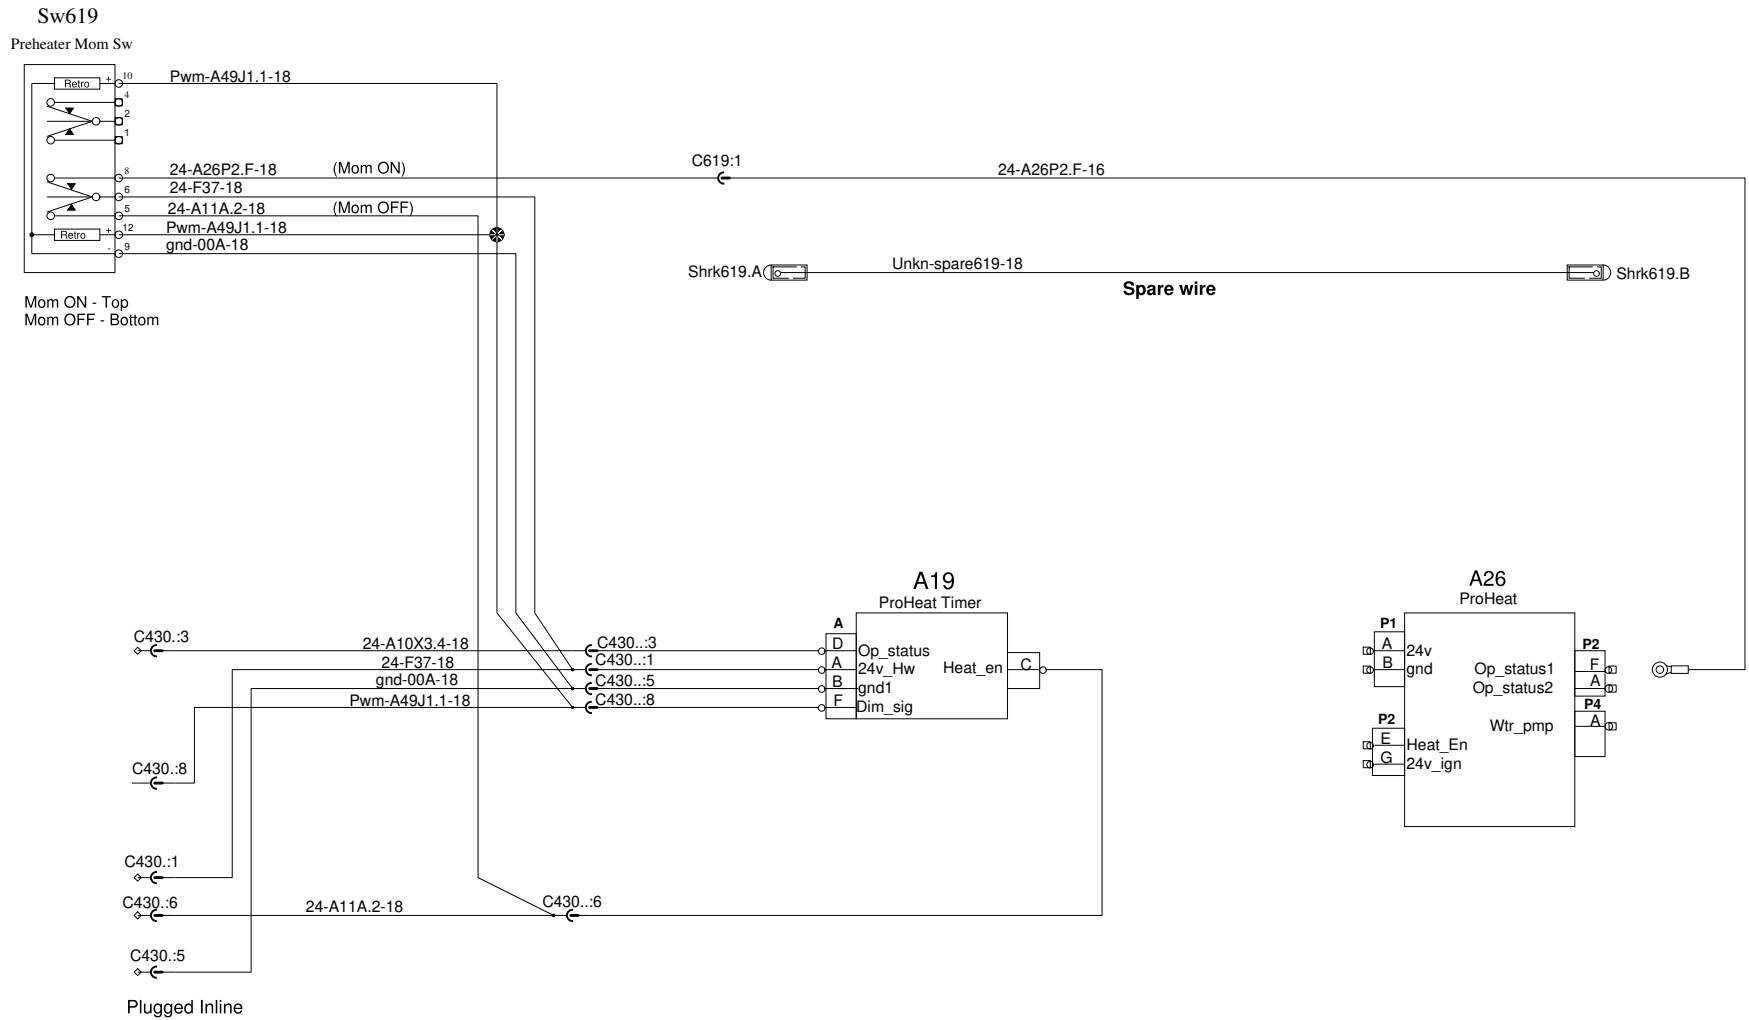 Sw619
Preheater Mom Sw
Retro + 10 Pwm-A49J1.1-18
4
2
1
8 24-A26P2.F-18 (Mom ON) C619:1 24-A26P2.F-16
6 24-F37-18
5 24-A11A.2-18 (Mom OFF)
Retro + 12 Pwm-A49J1.1-18
- 9 gnd-00A-18
Shrk619.A Unkn-spare619-18 Shrk619.B
Spare wire
Mom ON - Top
Mom OFF - Bottom
A19
ProHeat Timer
A26
ProHeat
A
P1
C430.:3 24-A10X3.4-18 C430..:3 D Op_status
24-F37-18 C430..:1 A 24v_Hw Heat_en C
gnd-00A-18 C430..:5 B gnd1
Pwm-A49J1.1-18 C430..:8 F Dim_sig
A 24v
B gnd
P2
Op_status1 F
Op_status2 A
P4
Wtr_pmp A
P2
E Heat_En
G 24v_ign
C430.:8
C430.:1
C430.:6 24-A11A.2-18 C430..:6
C430.:5
Plugged Inline